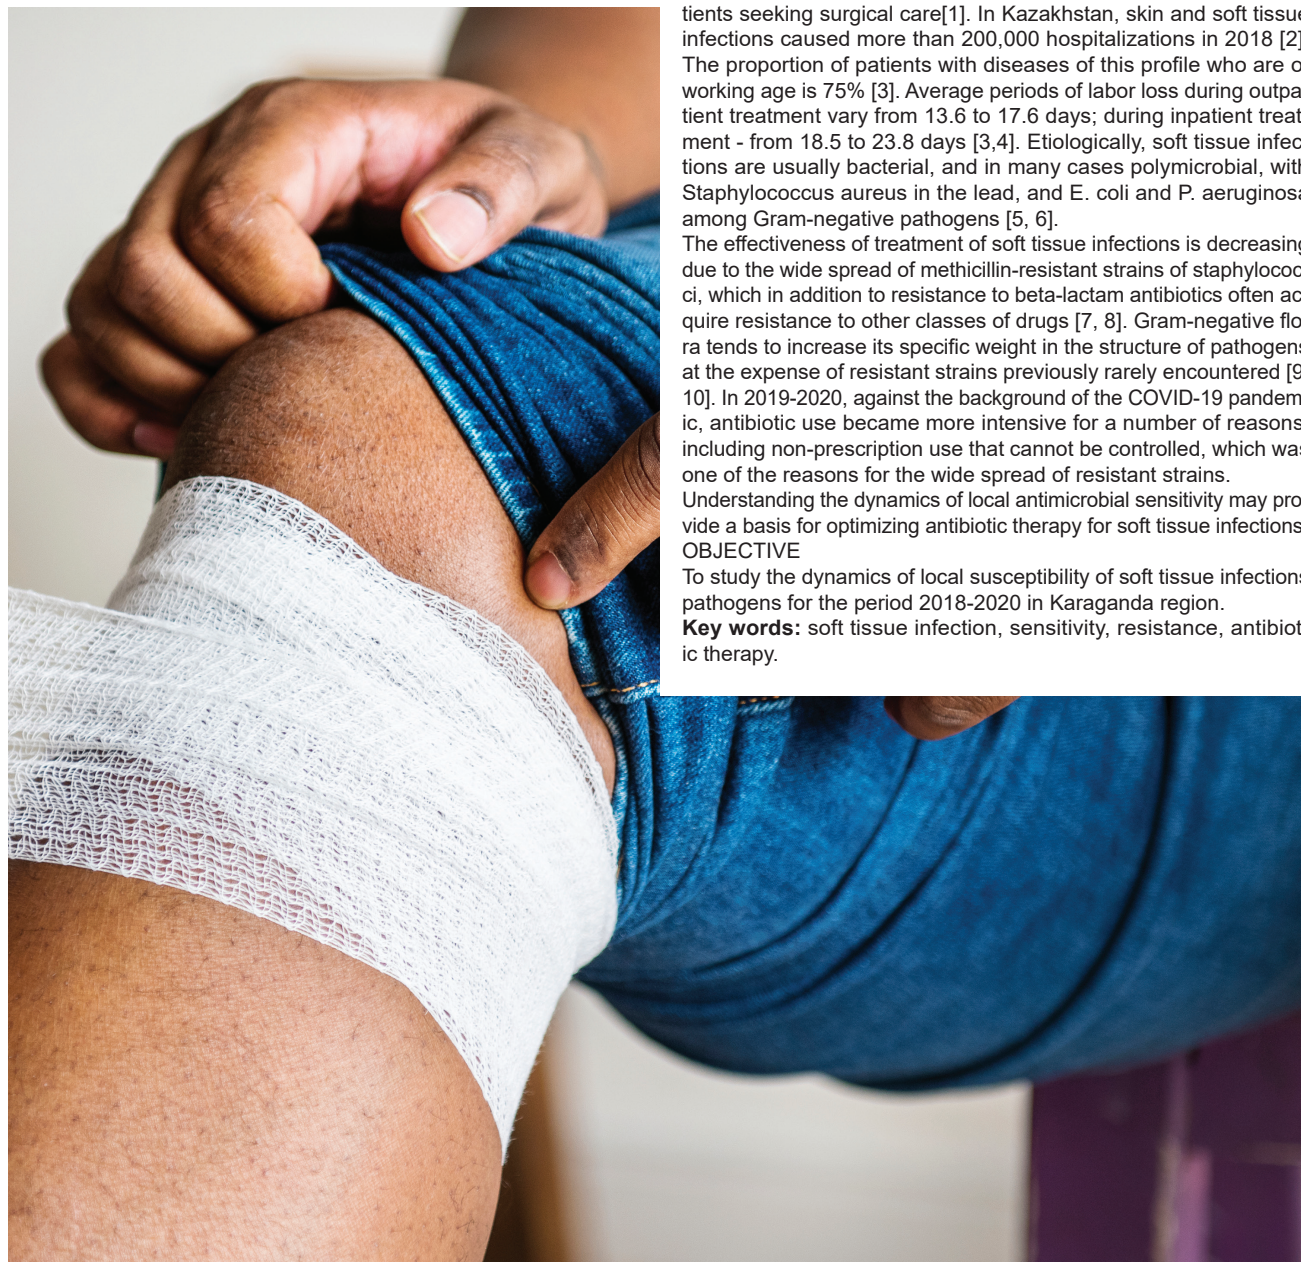 tients seeking surgical care[1]. In Kazakhstan, skin and soft tissue
infections caused more than 200,000 hospitalizations in 2018 [2]
The proportion of patients with diseases of this profile who are o
working age is 75% [3]. Average periods of labor loss during outpa
tient treatment vary from 13.6 to 17.6 days; during inpatient treat
ment - from 18.5 to 23.8 days [3,4]. Etiologically, soft tissue infec
tions are usually bacterial, and in many cases polymicrobial, with
Staphylococcus aureus in the lead, and E. coli and P. aeruginosa
among Gram-negative pathogens [5, 6].
The effectiveness of treatment of soft tissue infections is decreasing
due to the wide spread of methicillin-resistant strains of staphylococ
ci, which in addition to resistance to beta-lactam antibiotics often ac
quire resistance to other classes of drugs [7, 8]. Gram-negative flo
ra tends to increase its specific weight in the structure of pathogens
at the expense of resistant strains previously rarely encountered [9
10]. In 2019-2020, against the background of the COVID-19 pandem
ic, antibiotic use became more intensive for a number of reasons
including non-prescription use that cannot be controlled, which was
one of the reasons for the wide spread of resistant strains.
Understanding the dynamics of local antimicrobial sensitivity may pro
vide a basis for optimizing antibiotic therapy for soft tissue infections
OBJECTIVE
To study the dynamics of local susceptibility of soft tissue infections
pathogens for the period 2018-2020 in Karaganda region.
Key words: soft tissue infection, sensitivity, resistance, antibiot
ic therapy.